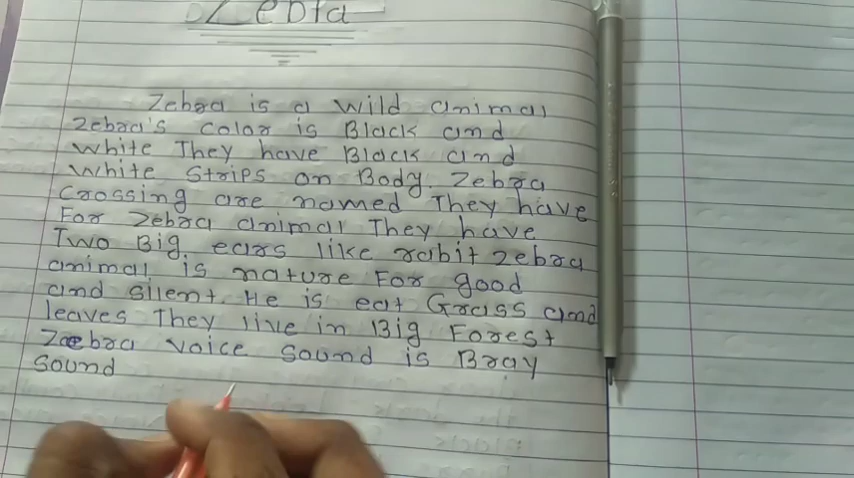 Zebra
Zebra is a wild animal
Zebra's color is Black and
white They have Black and
white Strips on Body. Zebra
Crossing are named They have
For Zebra animal They have
Two Big ears like rabit zebra
animal is nature For good
and silent. He is eat Grass and
leaves They live in Big Forest
Zebra voice sound is Bray
sound